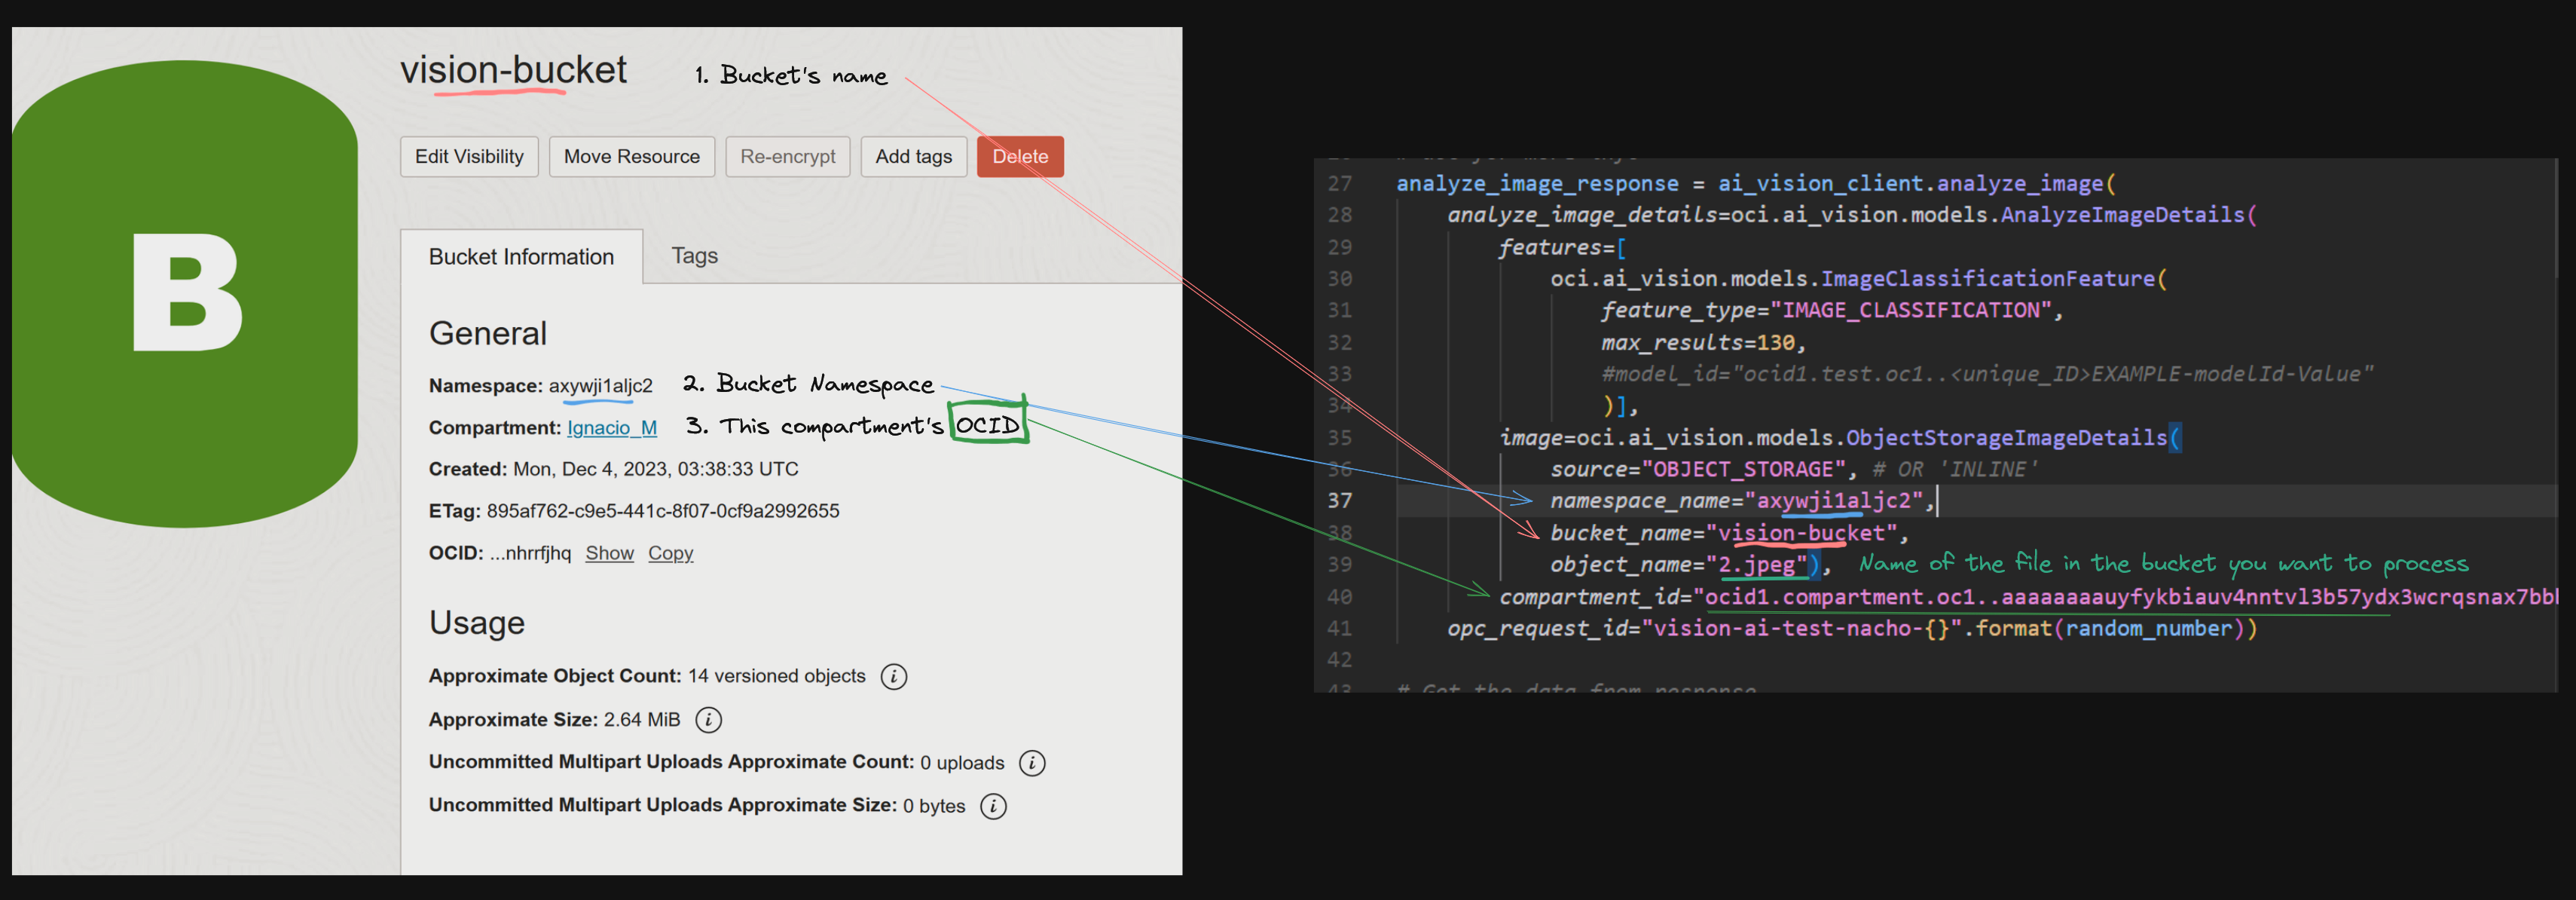 vision-bucket 1. Bucket's name
Edit Visibility Move Resource Re-encrypt Add tags Delete
B
Bucket Information Tags
General
Namespace: axywji1aljc2 2. Bucket Namespace
Compartment: Ignacio_M 3. This compartment's OCID
Created: Mon, Dec 4, 2023, 03:38:33 UTC
ETag: 895af762-c9e5-441c-8f07-0cf9a2992655
OCID: ...nhrrfjhq Show Copy
Usage
Approximate Object Count: 14 versioned objects i
Approximate Size: 2.64 MiB i
Uncommitted Multipart Uploads Approximate Count: 0 uploads i
Uncommitted Multipart Uploads Approximate Size: 0 bytes i
27 analyze_image_response = ai_vision_client.analyze_image(
28 analyze_image_details=oci.ai_vision.models.AnalyzeImageDetails(
29 features=[
30 oci.ai_vision.models.ImageClassificationFeature(
31 feature_type="IMAGE_CLASSIFICATION",
32 max_results=130,
33 #model_id="ocid1.test.oc1..<unique_ID>EXAMPLE-modelId-Value"
34 )],
35 image=oci.ai_vision.models.ObjectStorageImageDetails(
36 source="OBJECT_STORAGE", # OR 'INLINE'
37 namespace_name="axywji1aljc2",
38 bucket_name="vision-bucket",
39 object_name="2.jpeg"), Name of the file in the bucket you want to process
40 compartment_id="ocid1.compartment.oc1..aaaaaaaauyfykbiauv4nntvl3b57ydx3wcrqsnax7bb
41 opc_request_id="vision-ai-test-nacho-{}".format(random_number))
42
43 # Get the data from response